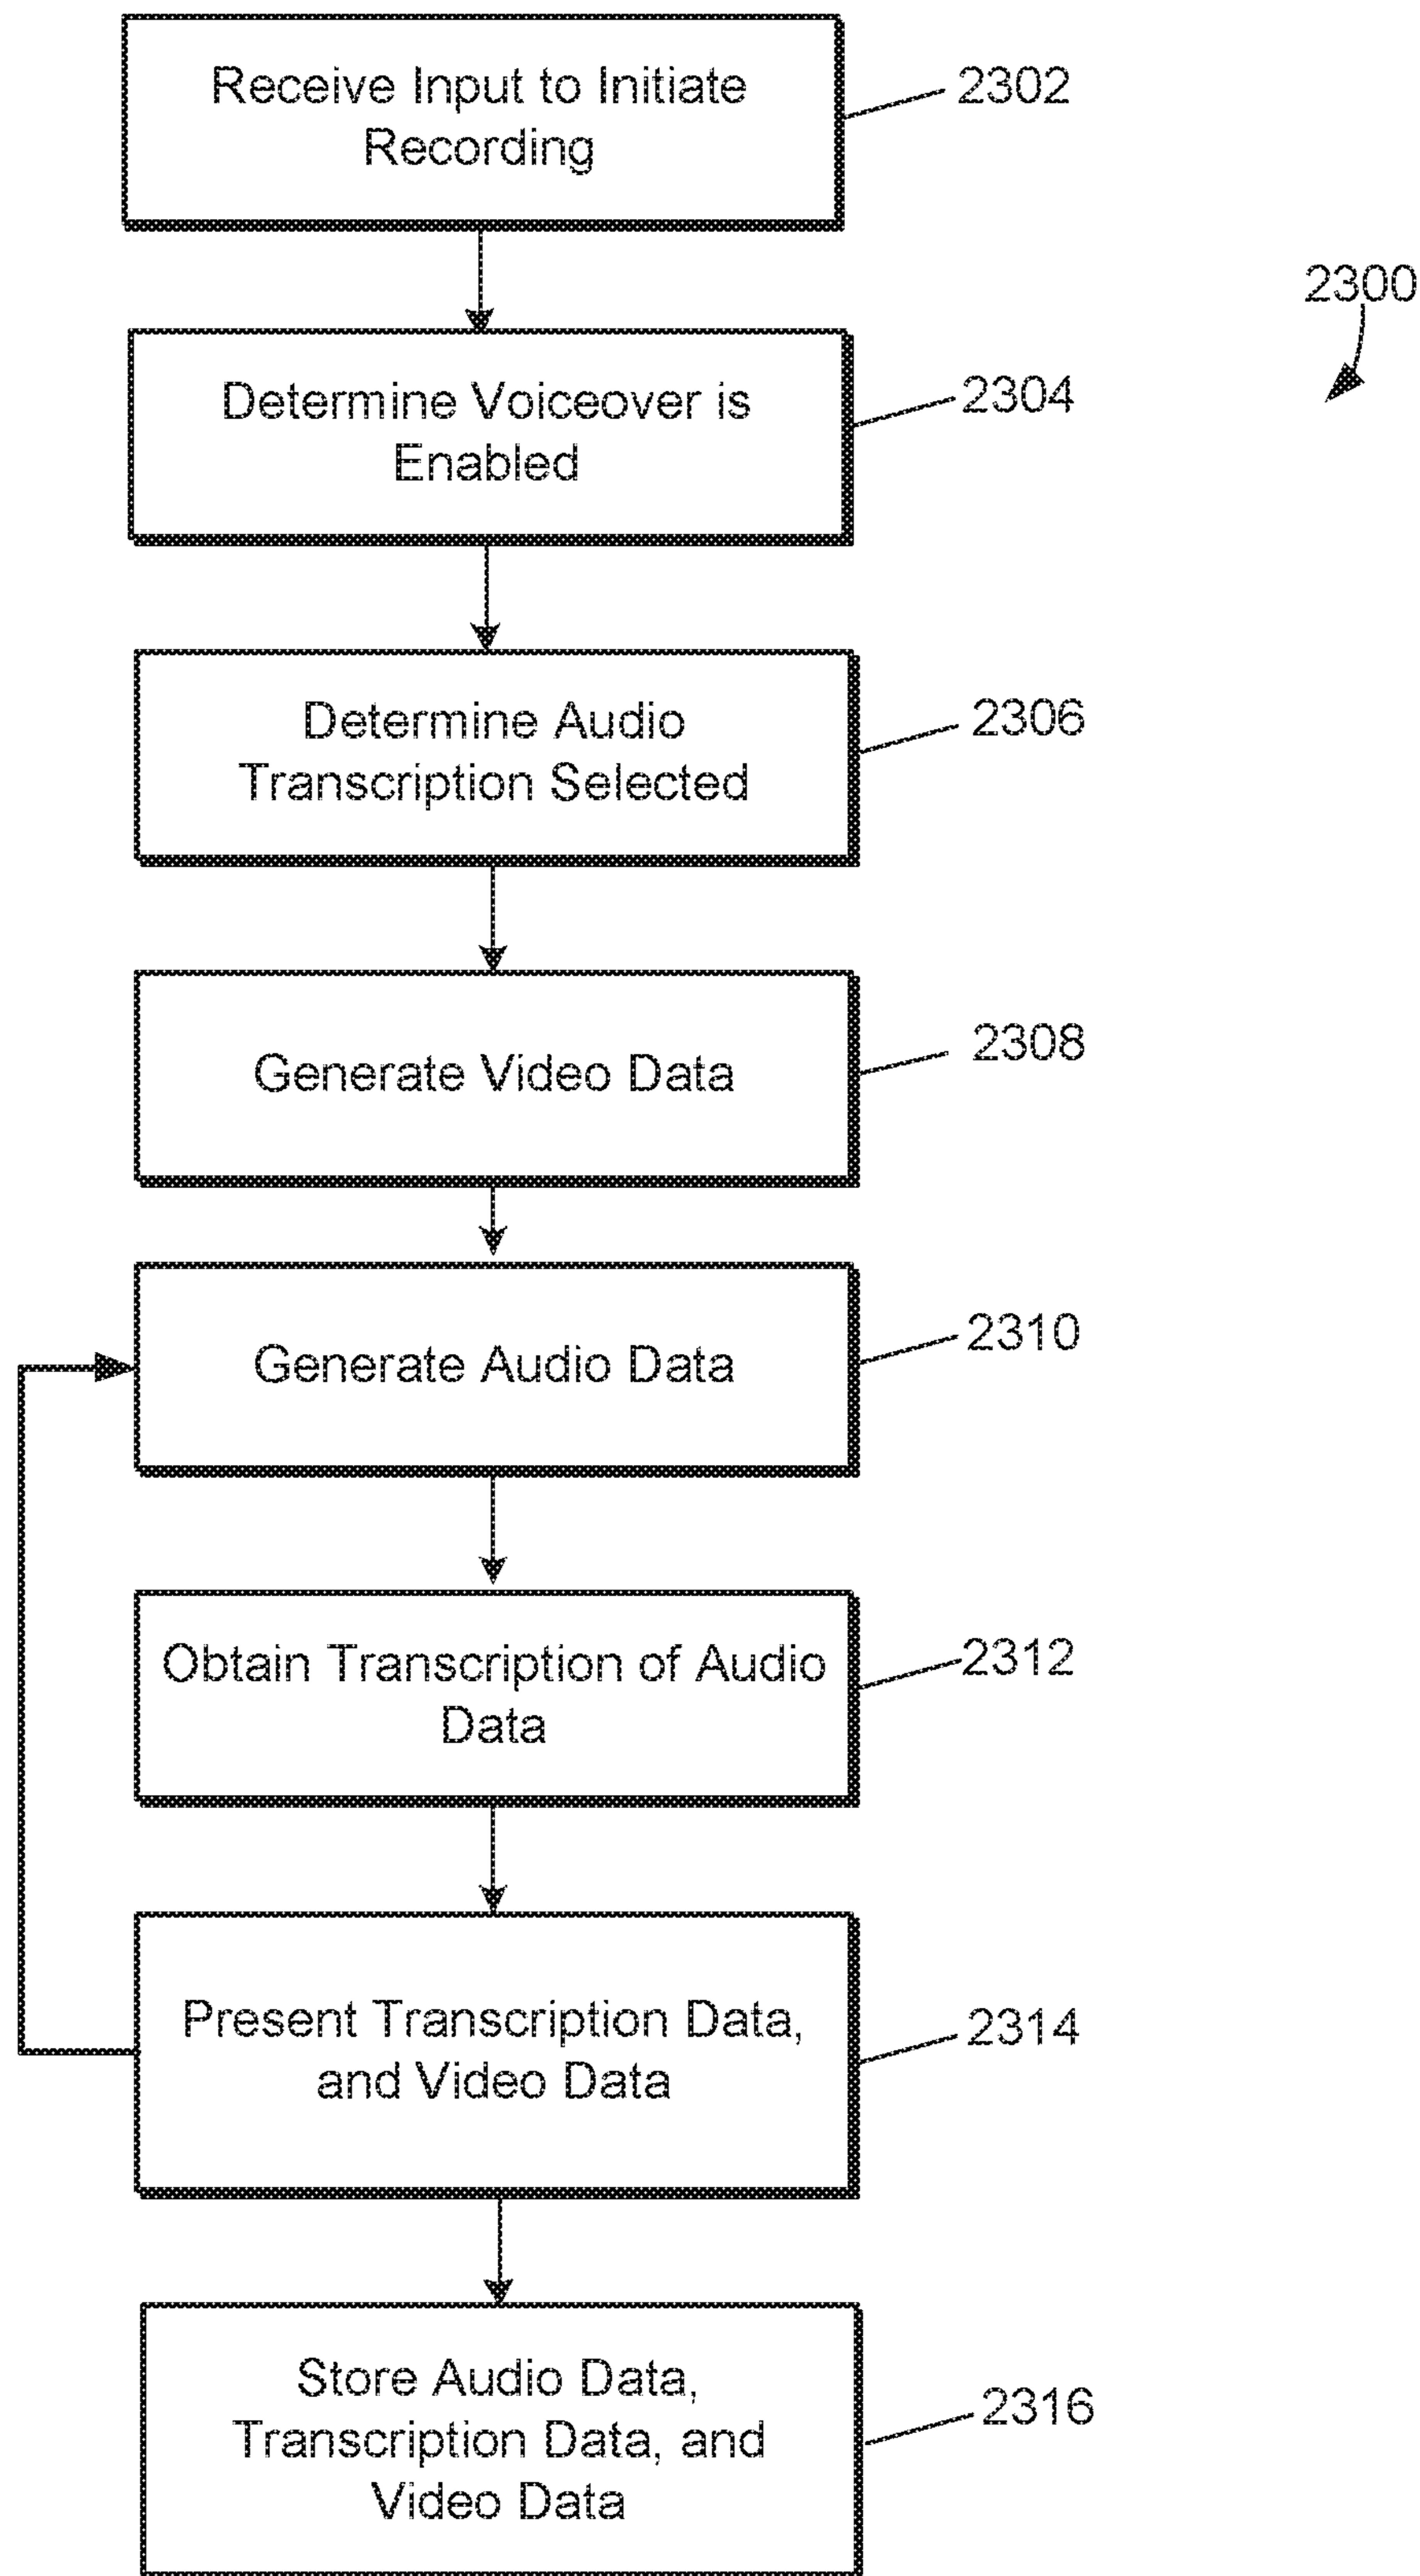 Receive Input to Initiate
Recording
2302
2300
Determine Voiceover is
Enabled
2304
Determine Audio
Transcription Selected
2306
Generate Video Data
2308
Generate Audio Data
2310
Obtain Transcription of Audio
Data
2312
Present Transcription Data,
and Video Data
2314
Store Audio Data,
Transcription Data, and
Video Data
2316